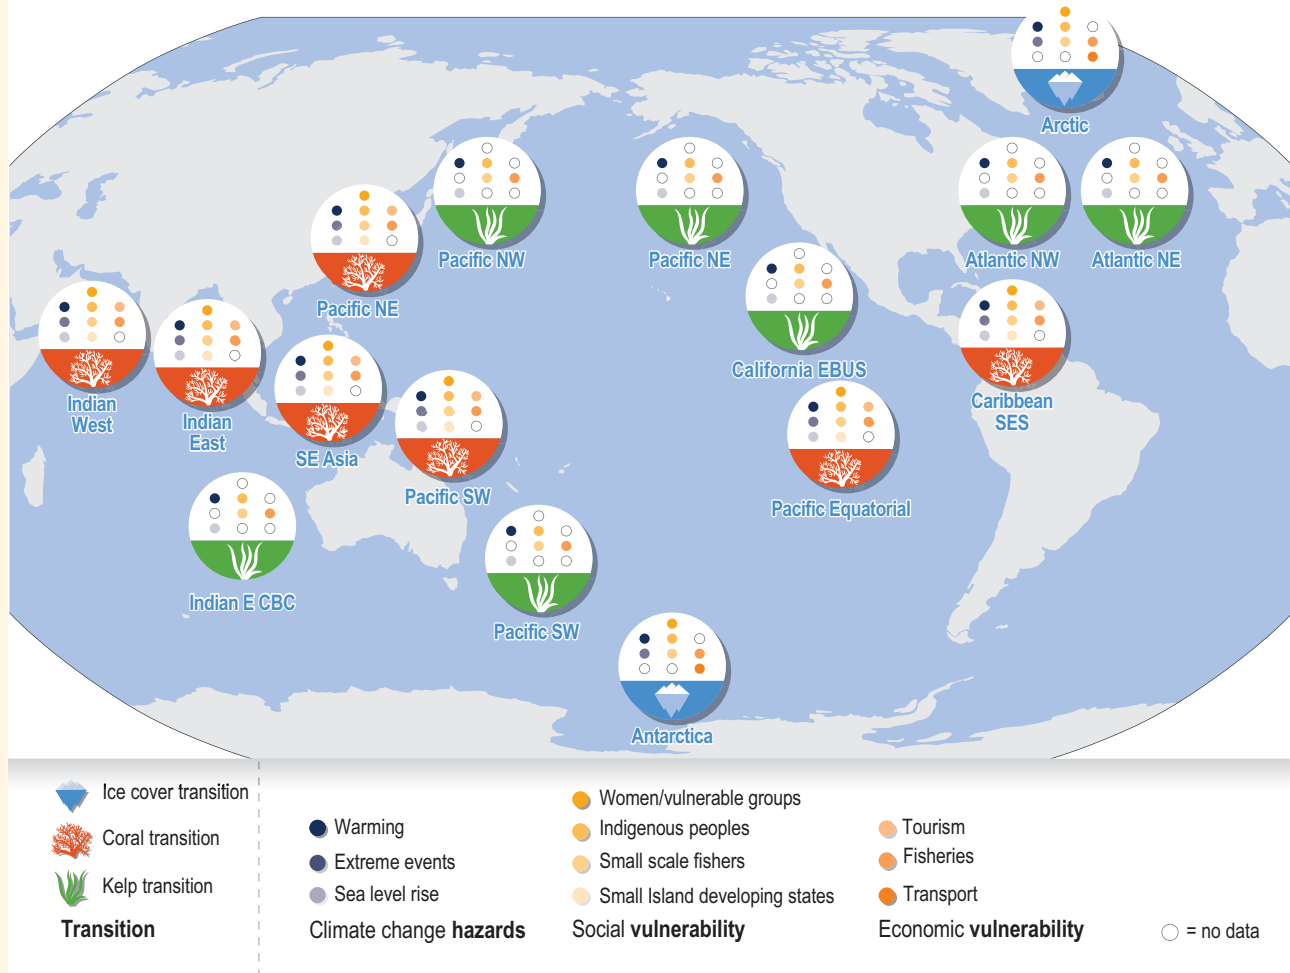 Arctic
Pacific NW
Pacific NE
Atlantic NW
Atlantic NE
Pacific NE
California EBUS
Indian
West
Indian
East
SE Asia
Pacific SW
Caribbean
SES
Pacific Equatorial
Indian E CBC
Pacific SW
Antarctica
Ice cover transition
Coral transition
Kelp transition
Transition
Warming
Extreme events
Sea level rise
Climate change hazards
Women/vulnerable groups
Indigenous peoples
Small scale fishers
Small Island developing states
Social vulnerability
Tourism
Fisheries
Transport
Economic vulnerability
= no data